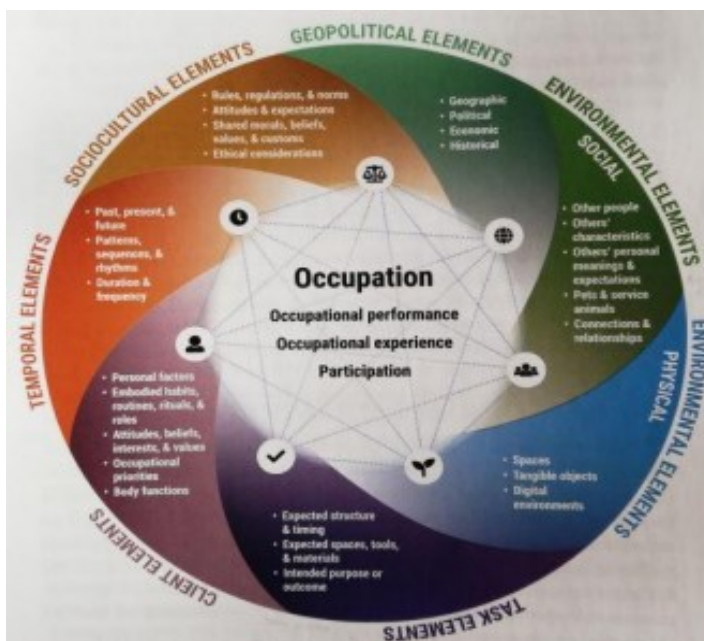 GEOPOLITICAL ELEMENTS
• Geographic
• Political
• Economic
• Historical
ENVIRONMENTAL ELEMENTS
SOCIAL
• Other people
• Others'
characteristics
• Others' personal
meanings &
expectations
• Pets & service
animals
• Connections &
relationships
ENVIRONMENTAL ELEMENTS
PHYSICAL
• Spaces
• Tangible objects
• Digital
environments
TASK ELEMENTS
• Expected structure
& timing
• Expected spaces, tools,
& materials
• Intended purpose or
outcome
CLIENT ELEMENTS
• Personal factors
• Embodied habits,
routines, rituals, &
roles
• Attitudes, beliefs,
interests, & values
• Occupational
priorities
• Body functions
TEMPORAL ELEMENTS
• Past, present, &
future
• Patterns,
sequences, &
rhythms
• Duration &
frequency
SOCIOCULTURAL ELEMENTS
• Rules, regulations, & norms
• Attitudes & expectations
• Shared morals, beliefs,
values, & customs
• Ethical considerations
Occupation
Occupational performance
Occupational experience
Participation